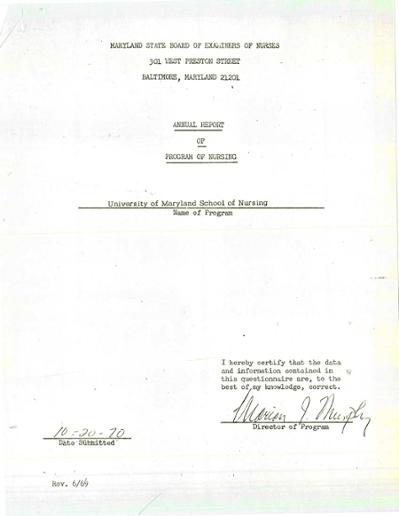 MARYLAND STATE BOARD OF EXAMINERS OF NURSES
301 WEST PRESTON STREET
BALTIMORE, MARYLAND 21201
ANNUAL REPORT
OF
PROGRAM OF NURSING
University of Maryland School of Nursing
Name of Program
I hereby certify that the data
and information contained in
this questionnaire are, to the
best of my knowledge, correct.
Marion I. Murphy
Director of Program
10-20-70
Date Submitted
Rev. 6/69